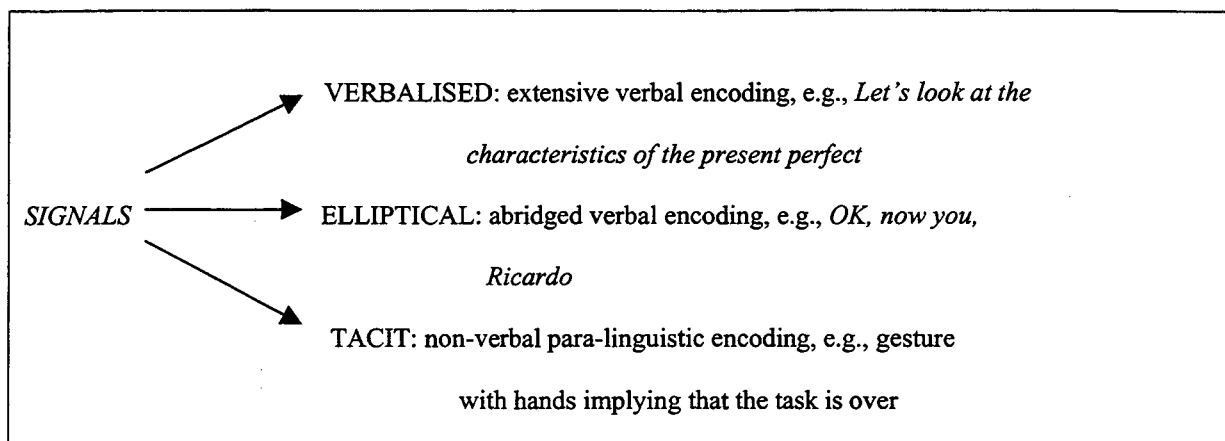 VERBALISED: extensive verbal encoding, e.g., Let's look at the
characteristics of the present perfect
SIGNALS
ELLIPTICAL: abridged verbal encoding, e.g., OK, now you,
Ricardo
TACIT: non-verbal para-linguistic encoding, e.g., gesture
with hands implying that the task is over